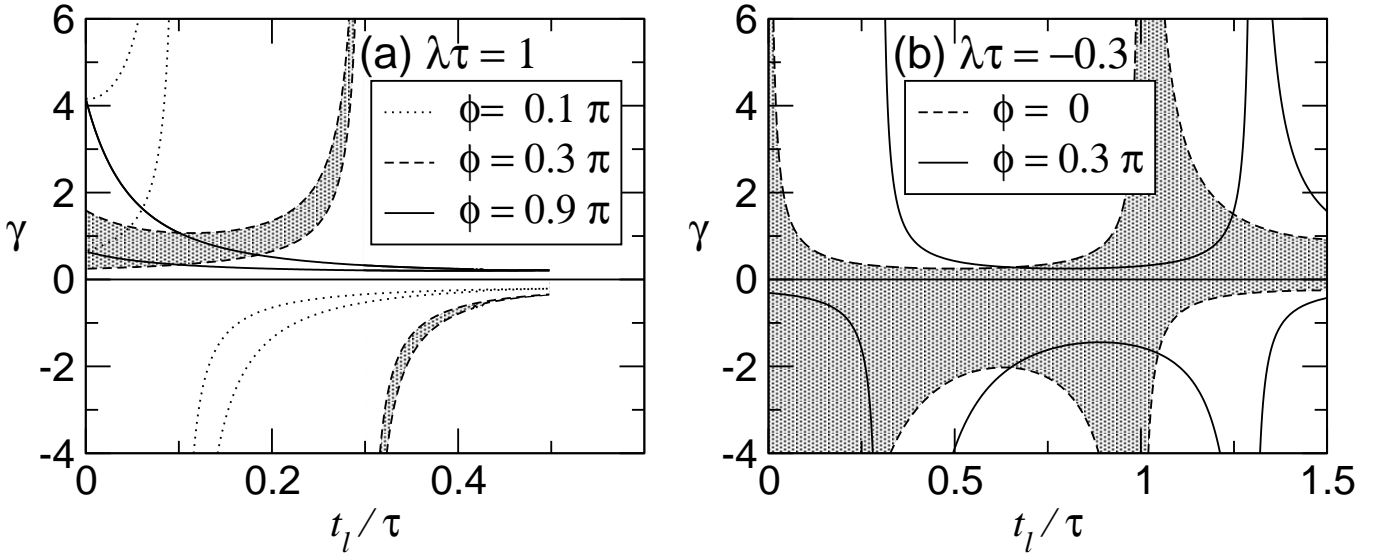 6
4
2
0
-2
-4
γ
0
0.2
0.4
t_l / τ
(a) λτ = 1
ϕ= 0.1 π
ϕ = 0.3 π
ϕ = 0.9 π
6
4
2
0
-2
-4
γ
0
0.5
1
1.5
t_l / τ
(b) λτ = −0.3
ϕ = 0
ϕ = 0.3 π